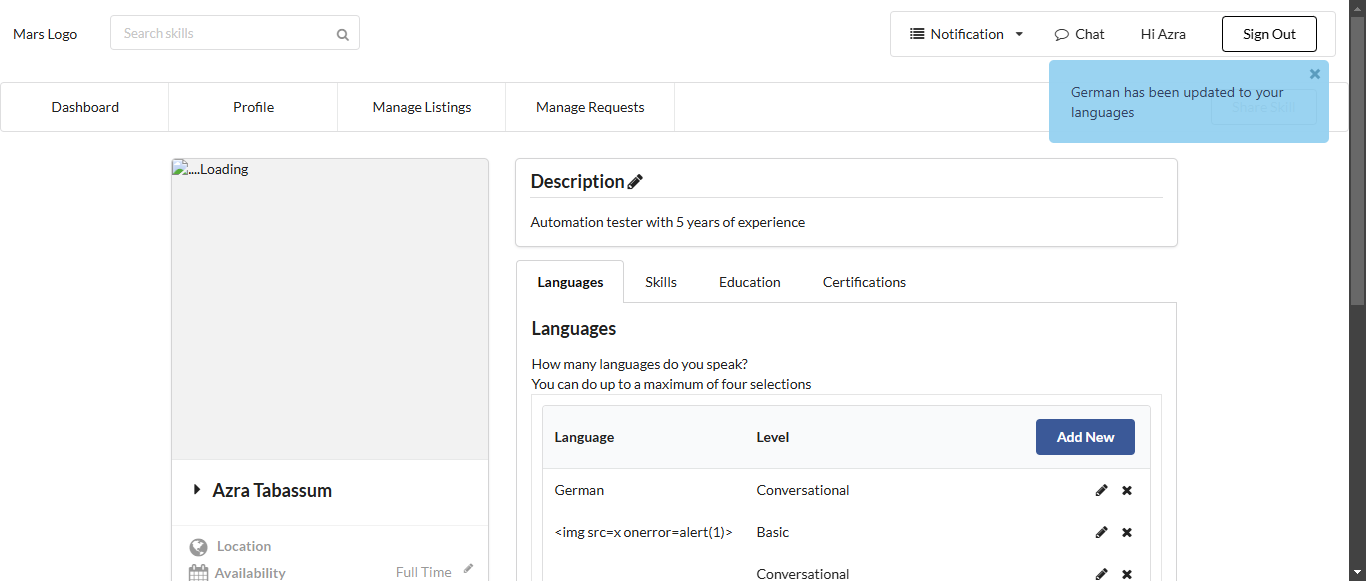 Mars Logo
Search skills
Notification
Chat
Hi Azra
Sign Out
German has been updated to your
languages
Dashboard
Profile
Manage Listings
Manage Requests
....Loading
Description
Automation tester with 5 years of experience
Languages
Skills
Education
Certifications
Languages
How many languages do you speak?
You can do up to a maximum of four selections
Language
Level
Add New
German
Conversational
<img src=x onerror=alert(1)>
Basic
Conversational
Azra Tabassum
Location
Availability
Full Time